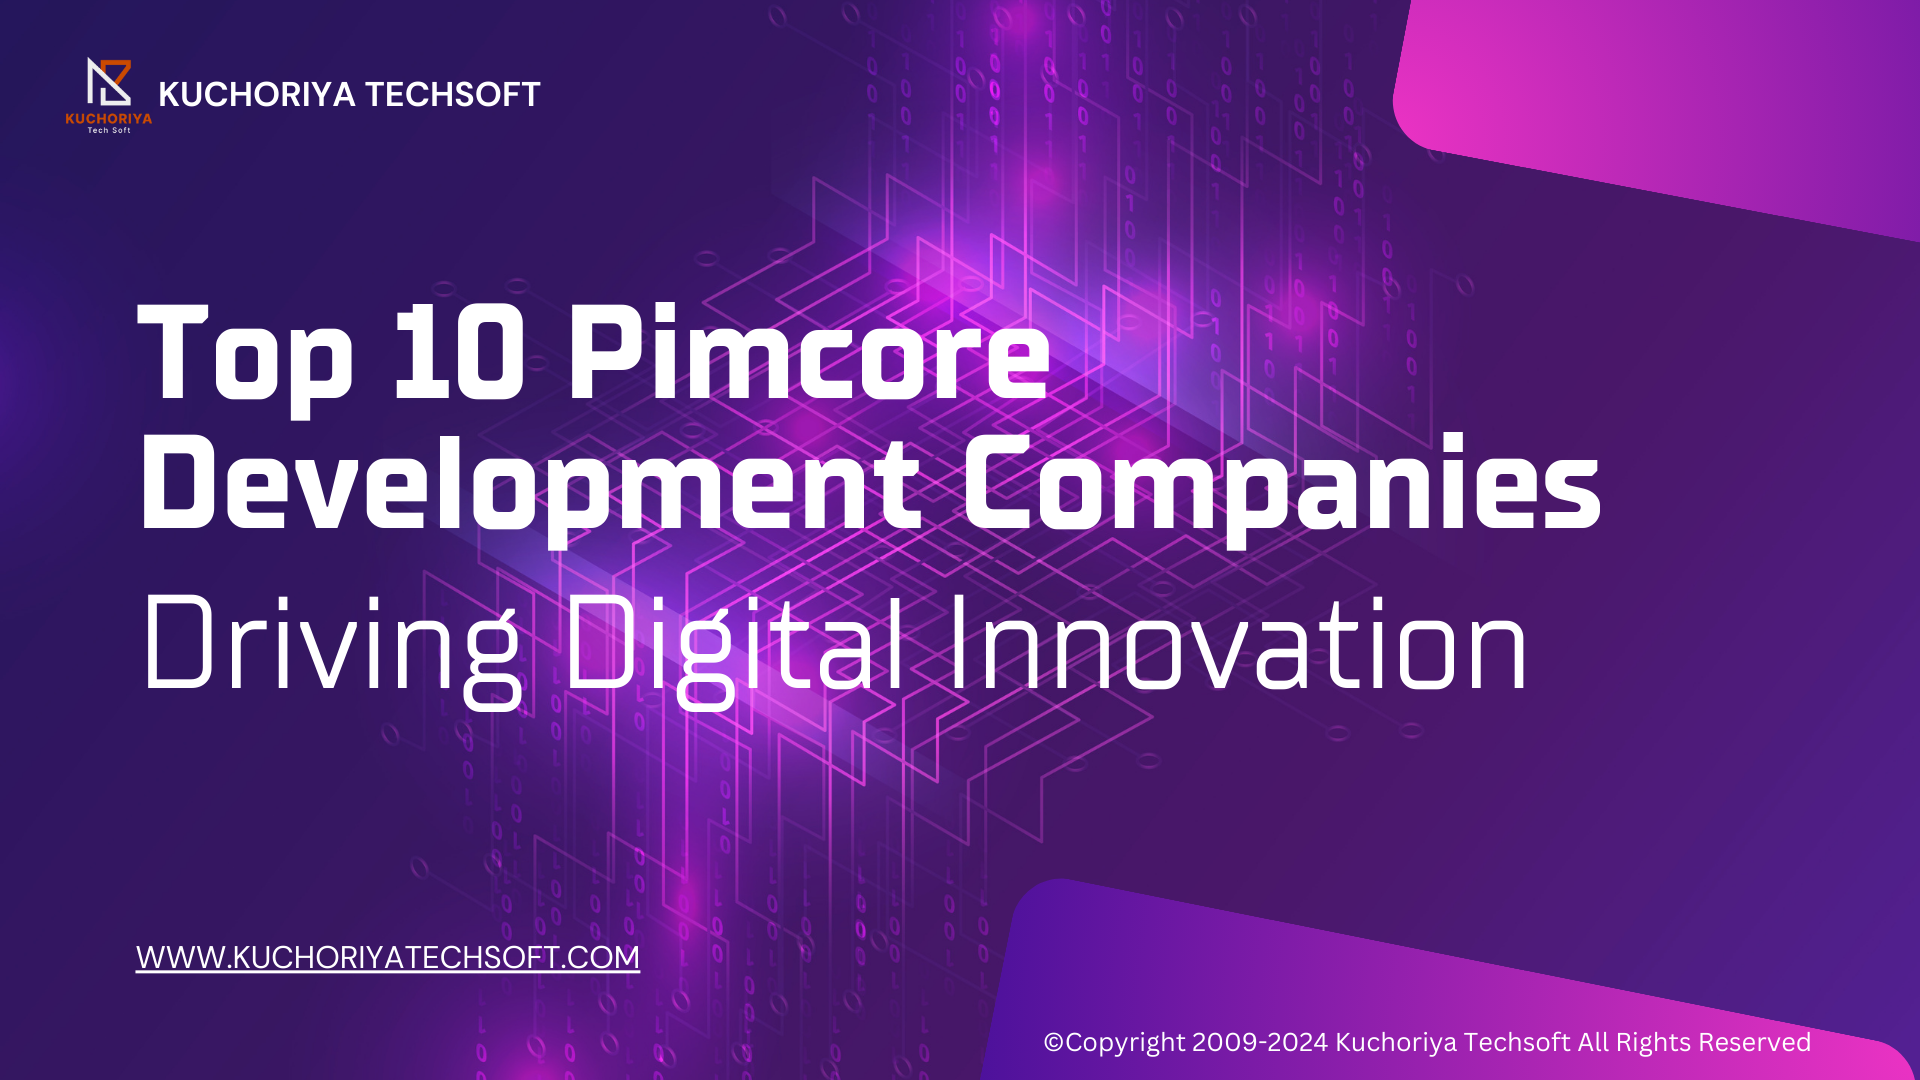 KUCHORIYA
Tech Soft
KUCHORIYA TECHSOFT
Top 10 Pimcore
Development Companies
Driving Digital Innovation
WWW.KUCHORIYATECHSOFT.COM
©Copyright 2009-2024 Kuchoriya Techsoft All Rights Reserved